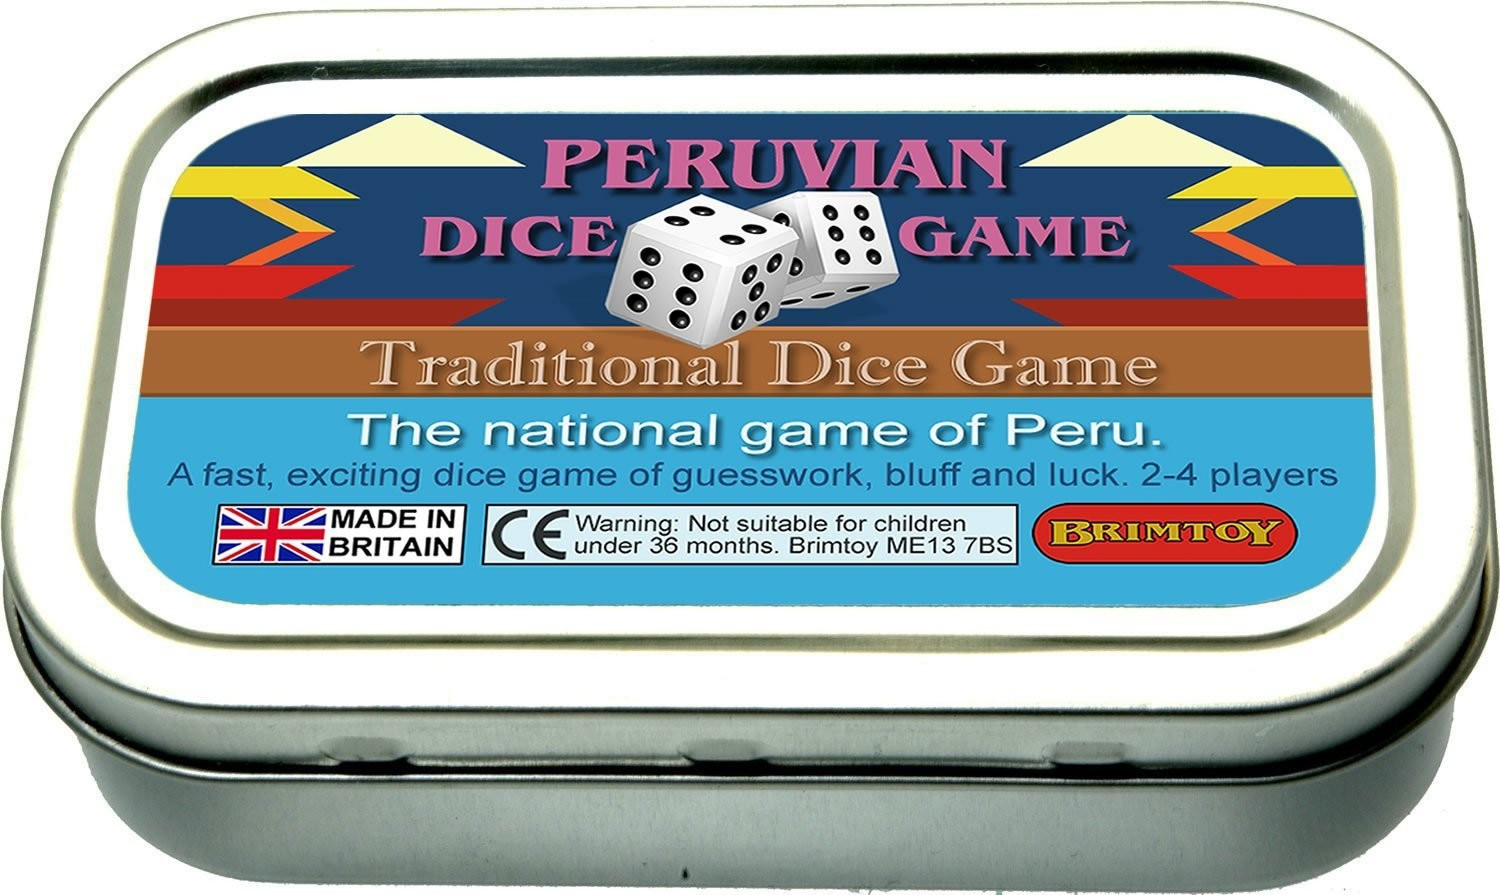 PERUVIAN
DICE GAME
Traditional Dice Game
The national game of Peru.
A fast, exciting dice game of guesswork, bluff and luck. 2-4 players
MADE IN
BRITAIN
CE
Warning: Not suitable for children
under 36 months. Brimtoy ME13 7BS
BRIMTOY